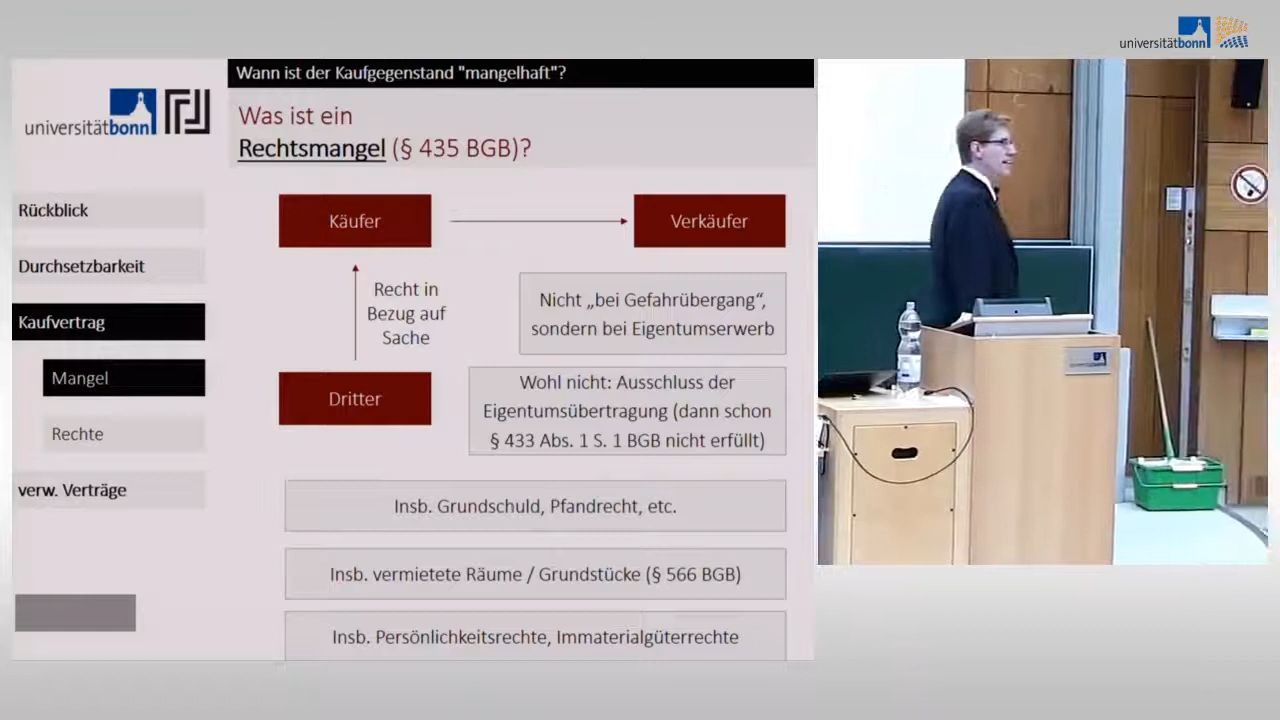 universitätbonn
Wann ist der Kaufgegenstand "mangelhaft"?
universitätbonn
Was ist ein
Rechtsmangel (§ 435 BGB)?
Rückblick
Durchsetzbarkeit
Kaufvertrag
Mangel
Rechte
verw. Verträge
Käufer
Verkäufer
Recht in
Bezug auf
Sache
Nicht „bei Gefahrübergang“,
sondern bei Eigentumserwerb
Dritter
Wohl nicht: Ausschluss der
Eigentumsübertragung (dann schon
§ 433 Abs. 1 S. 1 BGB nicht erfüllt)
Insb. Grundschuld, Pfandrecht, etc.
Insb. vermietete Räume / Grundstücke (§ 566 BGB)
Insb. Persönlichkeitsrechte, Immaterialgüterrechte